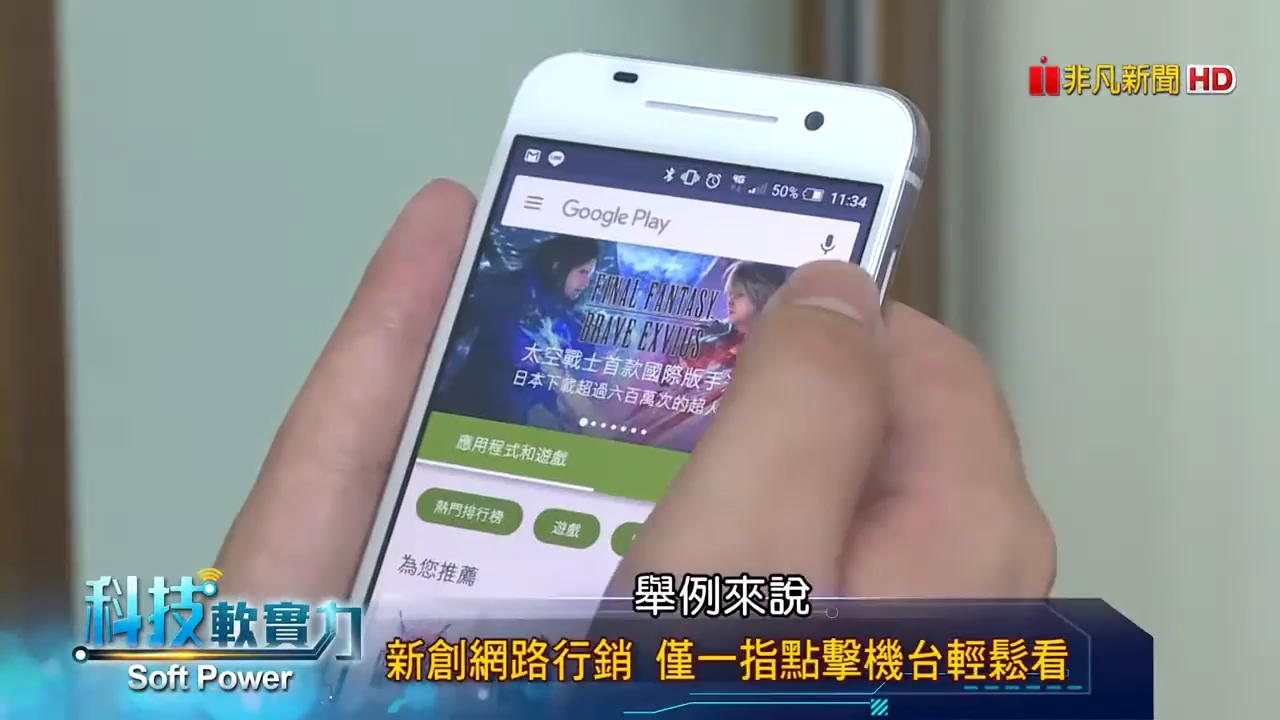 非凡新聞 HD
LINE
4G 50% 11:34
Google Play
FINAL FANTASY
BRAVE EXVIUS
太空戰士首款國際版手
日本下載超過六百萬次的超人
應用程式和遊戲
熱門排行榜
遊戲
為您推薦
舉例來說
科技軟實力
Soft Power
新創網路行銷 僅一指點擊機台輕鬆看